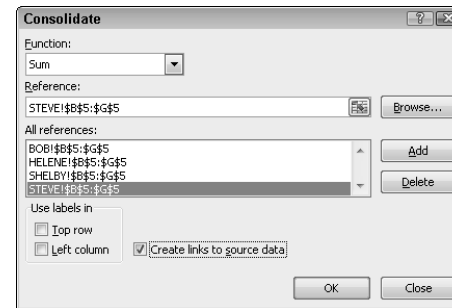 Consolidate
Function:
Sum
Reference:
STEVE!$B$5:$G$5
Browse...
All references:
BOB!$B$5:$G$5
HELENE!$B$5:$G$5
SHELBY!$B$5:$G$5
STEVE!$B$5:$G$5
Add
Delete
Use labels in
Top row
Left column
Create links to source data
OK
Close